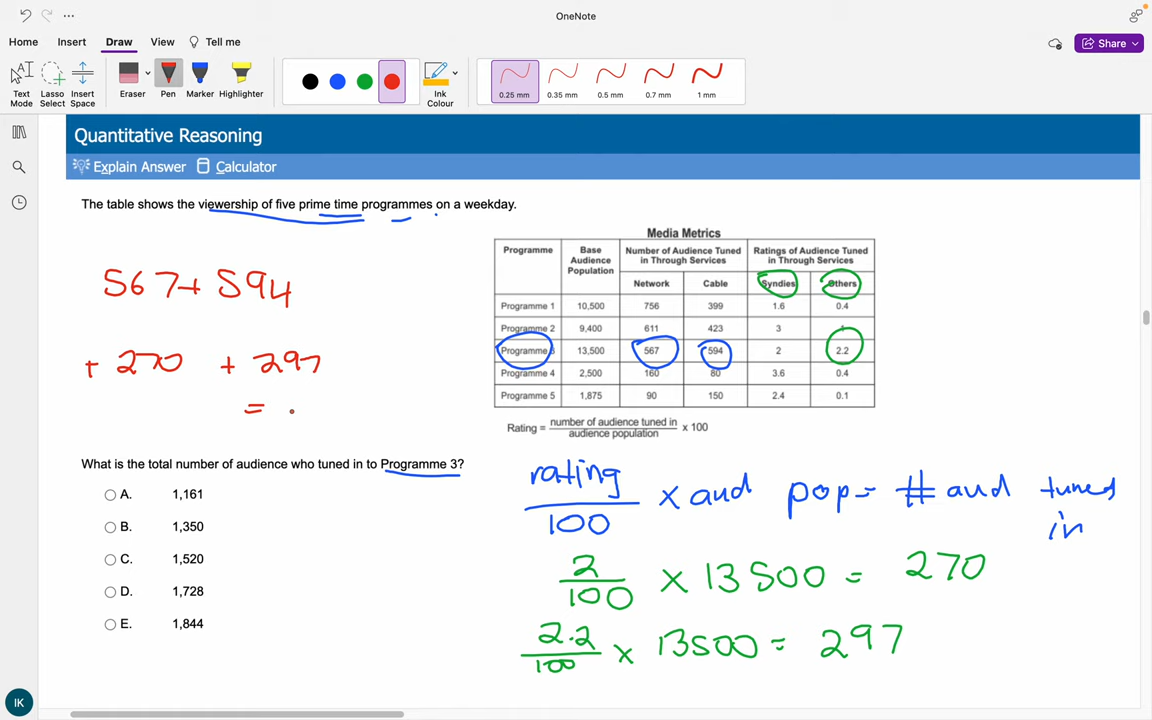 OneNote
Home Insert Draw View Tell me
Share
Text Mode
Lasso Select
Insert Space
Eraser
Pen
Marker
Highlighter
Ink Colour
0.25 mm
0.35 mm
0.5 mm
0.7 mm
1 mm
Quantitative Reasoning
Explain Answer Calculator
The table shows the viewership of five prime time programmes on a weekday.
Media Metrics
Programme
Base Audience Population
Number of Audience Tuned in Through Services
Ratings of Audience Tuned in Through Services
Network Cable Syndies Others
Programme 1 10,500 756 399 1.6 0.4
Programme 2 9,400 611 423 3
Programme 13,500 567 594 2 2.2
Programme 4 2,500 160 80 3.6 0.4
Programme 5 1,875 90 150 2.4 0.1
Rating = number of audience tuned in / audience population x 100
567+ 594
+ 270 + 297
= .
What is the total number of audience who tuned in to Programme 3?
A. 1,161
B. 1,350
C. 1,520
D. 1,728
E. 1,844
rating / 100 x aud pop = # aud tuned in
2 / 100 x 13500 = 270
2.2 / 100 x 13500 = 297
IK